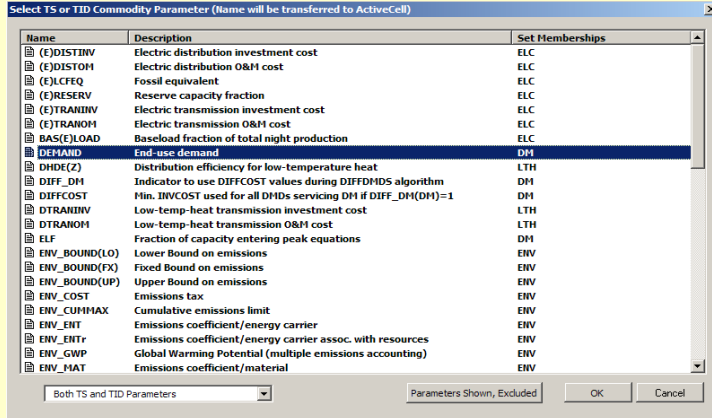 Select TS or TID Commodity Parameter (Name will be transferred to ActiveCell)
Name Description Set Memberships
(E)DISTINV Electric distribution investment cost ELC
(E)DISTOM Electric distribution O&M cost ELC
(E)LCFEQ Fossil equivalent ELC
(E)RESERV Reserve capacity fraction ELC
(E)TRANINV Electric transmission investment cost ELC
(E)TRANOM Electric transmission O&M cost ELC
BAS(E)LOAD Baseload fraction of total night production ELC
DEMAND End-use demand DM
DHDE(Z) Distribution efficiency for low-temperature heat LTH
DIFF_DM Indicator to use DIFFCOST values during DIFFDMDS algorithm DM
DIFFCOST Min. INVCOST used for all DMDs servicing DM if DIFF_DM(DM)=1 DM
DTRANINV Low-temp-heat transmission investment cost LTH
DTRANOM Low-temp-heat transmission O&M cost LTH
ELF Fraction of capacity entering peak equations DM
ENV_BOUND(LO) Lower Bound on emissions ENV
ENV_BOUND(FX) Fixed Bound on emissions ENV
ENV_BOUND(UP) Upper Bound on emissions ENV
ENV_COST Emissions tax ENV
ENV_CUMMAX Cumulative emissions limit ENV
ENV_ENT Emissions coefficient/energy carrier ENV
ENV_ENTr Emissions coefficient/energy carrier assoc. with resources ENV
ENV_GWP Global Warming Potential (multiple emissions accounting) ENV
ENV_MAT Emissions coefficient/material ENV
Both TS and TID Parameters Parameters Shown, Excluded OK Cancel